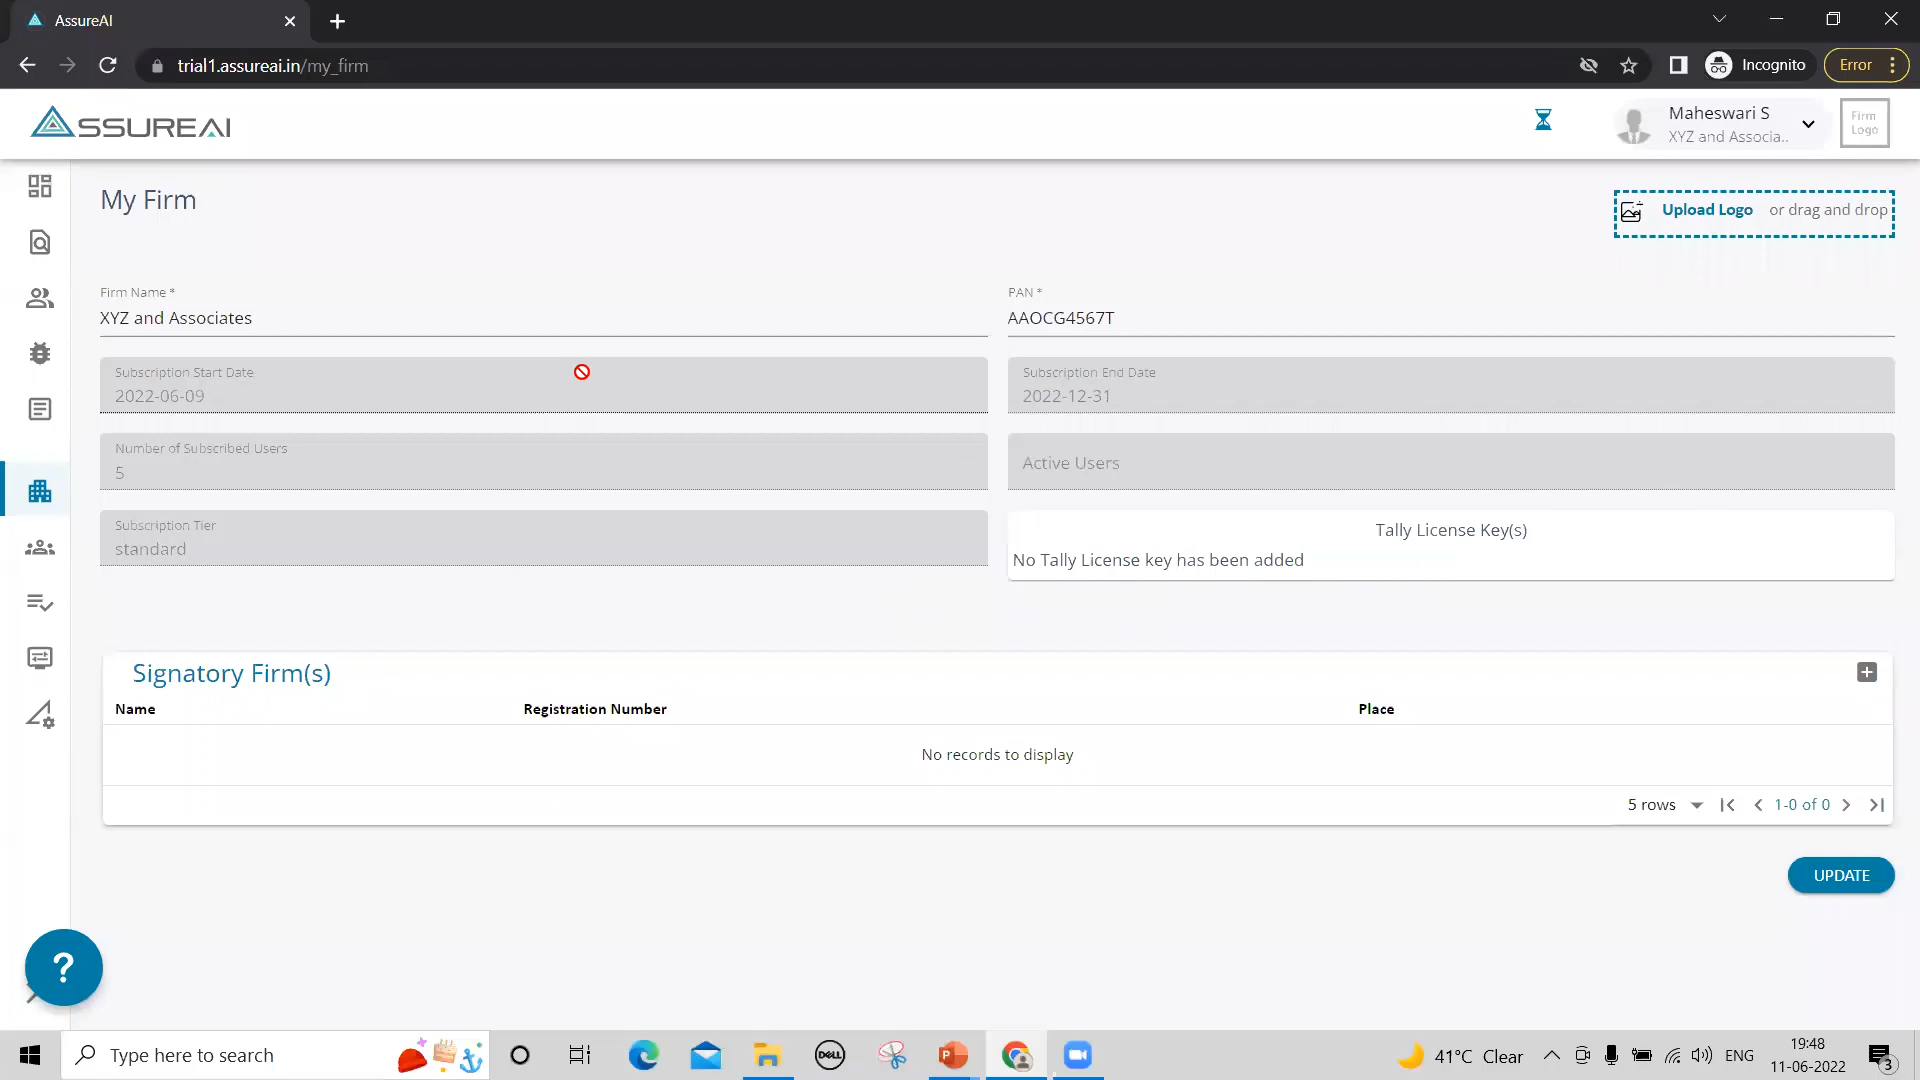 AssureAI
trial1.assureai.in/my_firm
Incognito
Error
ASSUREAI
Maheswari S
XYZ and Associa..
Firm
Logo
My Firm
Upload Logo or drag and drop
Firm Name *
XYZ and Associates
PAN *
AAOCG4567T
Subscription Start Date
2022-06-09
Subscription End Date
2022-12-31
Number of Subscribed Users
5
Active Users
Subscription Tier
standard
Tally License Key(s)
No Tally License key has been added
Signatory Firm(s)
Name Registration Number Place
No records to display
5 rows 1-0 of 0
UPDATE
?
Type here to search
DELL
P
41°C Clear
ENG
19:48
11-06-2022
3